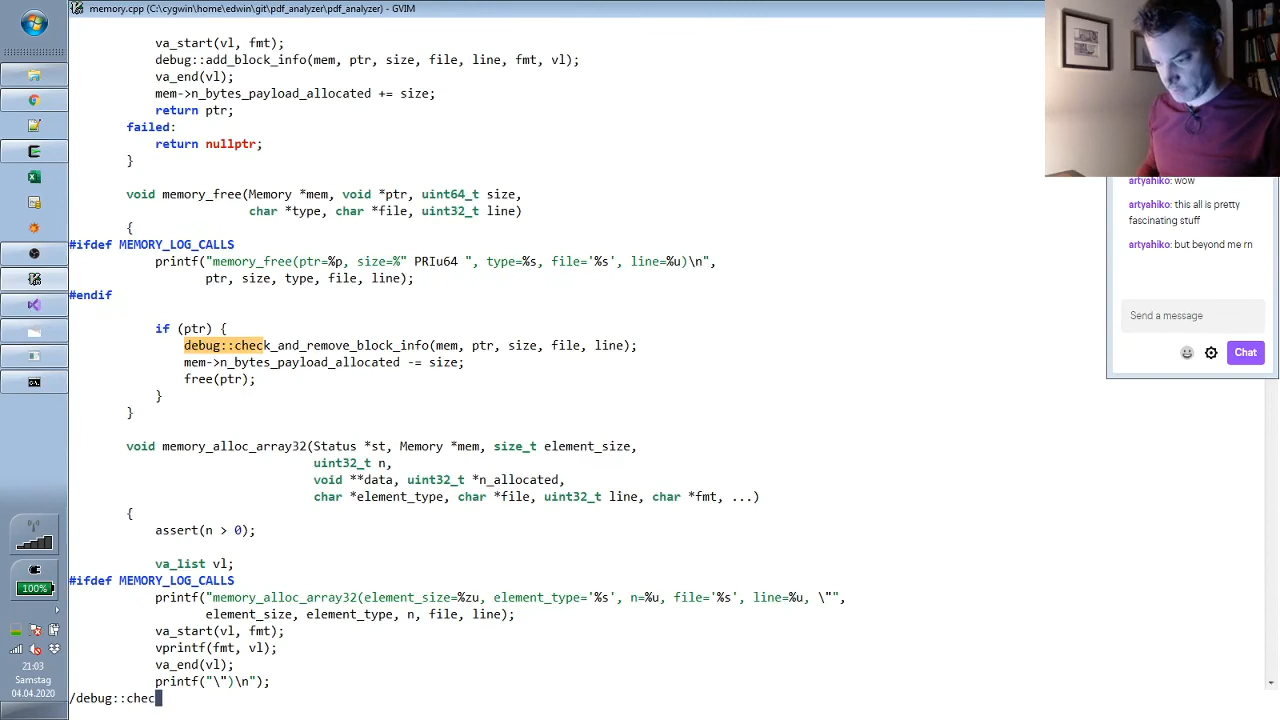 memory.cpp (C:\cygwin\home\edwin\git\pdf_analyzer\pdf_analyzer) - GVIM
va_start(vl, fmt);
debug::add_block_info(mem, ptr, size, file, line, fmt, vl);
va_end(vl);
mem->n_bytes_payload_allocated += size;
return ptr;
failed:
return nullptr;
}
void memory_free(Memory *mem, void *ptr, uint64_t size,
char *type, char *file, uint32_t line)
{
#ifdef MEMORY_LOG_CALLS
printf("memory_free(ptr=%p, size=%" PRIu64 ", type=%s, file='%s', line=%u)\n",
ptr, size, type, file, line);
#endif
if (ptr) {
debug::check_and_remove_block_info(mem, ptr, size, file, line);
mem->n_bytes_payload_allocated -= size;
free(ptr);
}
}
void memory_alloc_array32(Status *st, Memory *mem, size_t element_size,
uint32_t n,
void **data, uint32_t *n_allocated,
char *element_type, char *file, uint32_t line, char *fmt, ...)
{
assert(n > 0);
va_list vl;
#ifdef MEMORY_LOG_CALLS
printf("memory_alloc_array32(element_size=%zu, element_type='%s', n=%u, file='%s', line=%u, \"",
element_size, element_type, n, file, line);
va_start(vl, fmt);
vprintf(fmt, vl);
va_end(vl);
printf("\")\n");
/debug::chec
artyahiko: wow
artyahiko: this all is pretty
fascinating stuff
artyahiko: but beyond me rn
Send a message
Chat
100%
21:03
Samstag
04.04.2020